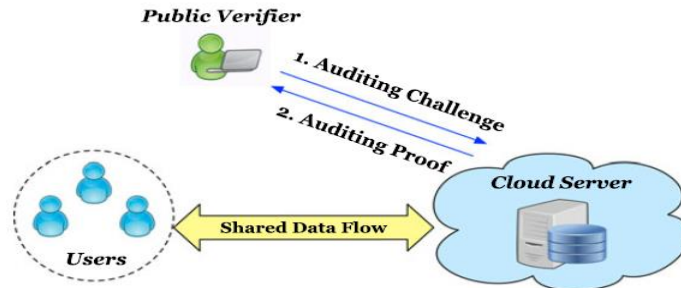 Public Verifier
1. Auditing Challenge
2. Auditing Proof
Cloud Server
Shared Data Flow
Users